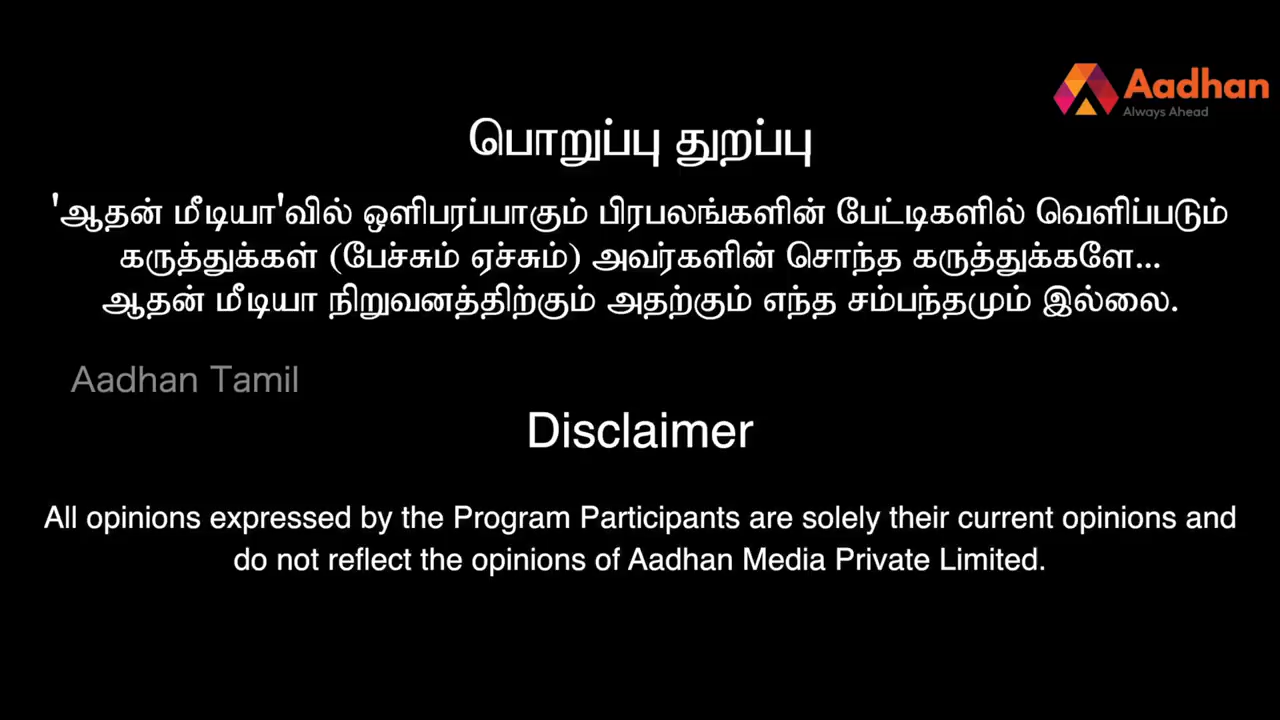 Aadhan
Always Ahead
பொறுப்பு துறப்பு
'ஆதன் மீடியா'வில் ஒளிபரப்பாகும் பிரபலங்களின் பேட்டிகளில் வெளிப்படும்
கருத்துக்கள் (பேச்சும் ஏச்சும்) அவர்களின் சொந்த கருத்துக்களே...
ஆதன் மீடியா நிறுவனத்திற்கும் அதற்கும் எந்த சம்பந்தமும் இல்லை.
Aadhan Tamil
Disclaimer
All opinions expressed by the Program Participants are solely their current opinions and
do not reflect the opinions of Aadhan Media Private Limited.